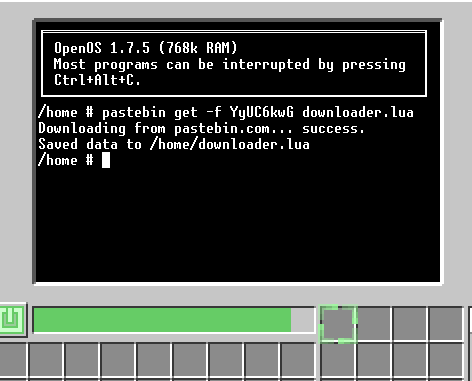 OpenOS 1.7.5 (768k RAM)
Most programs can be interrupted by pressing
Ctrl+Alt+C.
/home # pastebin get -f YyUC6kwG downloader.lua
Downloading from pastebin.com... success.
Saved data to /home/downloader.lua
/home #